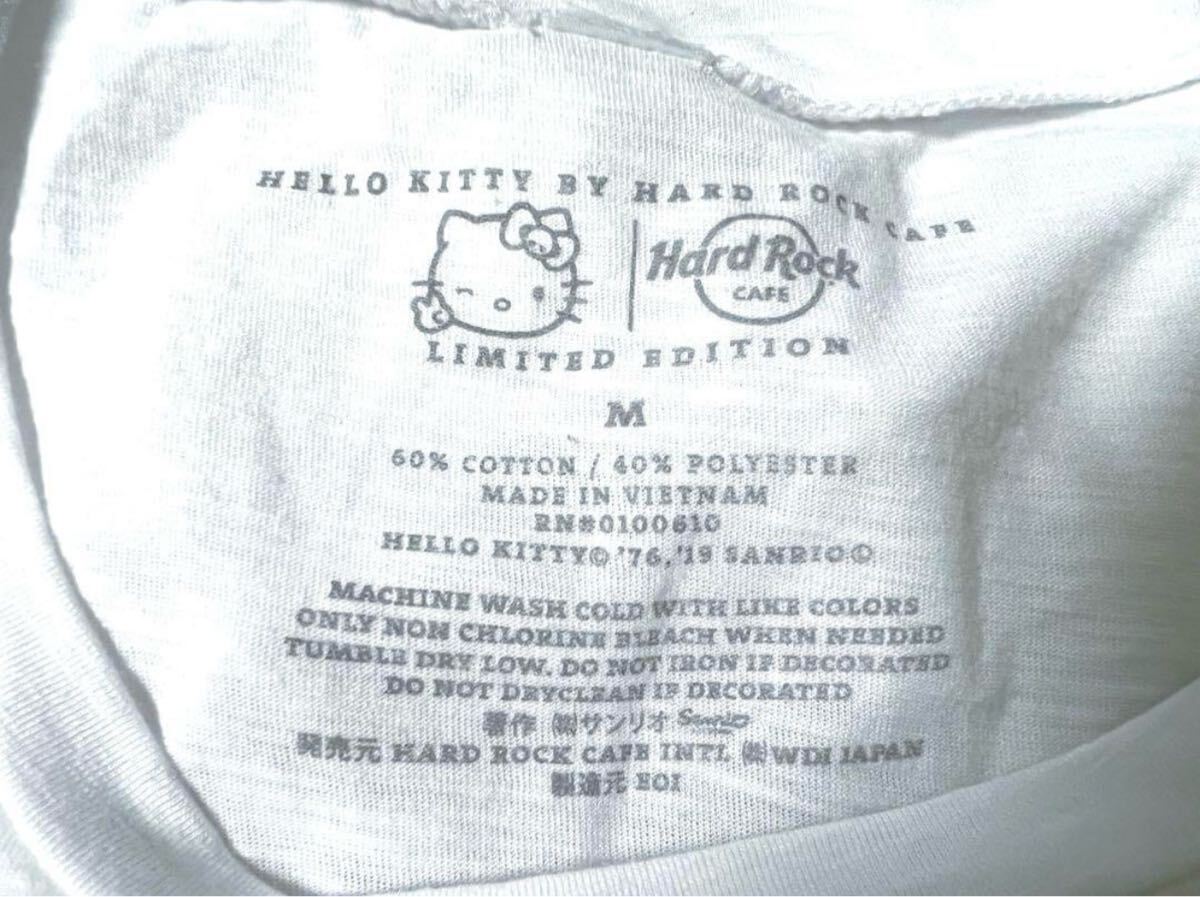 HELLO KITTY BY HARD ROCK CAFE
Hard Rock
CAFE
LIMITED EDITION
M
60% COTTON / 40% POLYESTER
MADE IN VIETNAM
RN#0100610
HELLO KITTY© '76,'19 SANRIO©
MACHINE WASH COLD WITH LIKE COLORS
ONLY NON CHLORINE BLEACH WHEN NEEDED
TUMBLE DRY LOW. DO NOT IRON IF DECORATED
DO NOT DRYCLEAN IF DECORATED
著作 ㈱サンリオ Sanrio
発売元 HARD ROCK CAFE INTL ㈱WDI JAPAN
製造元 EOI